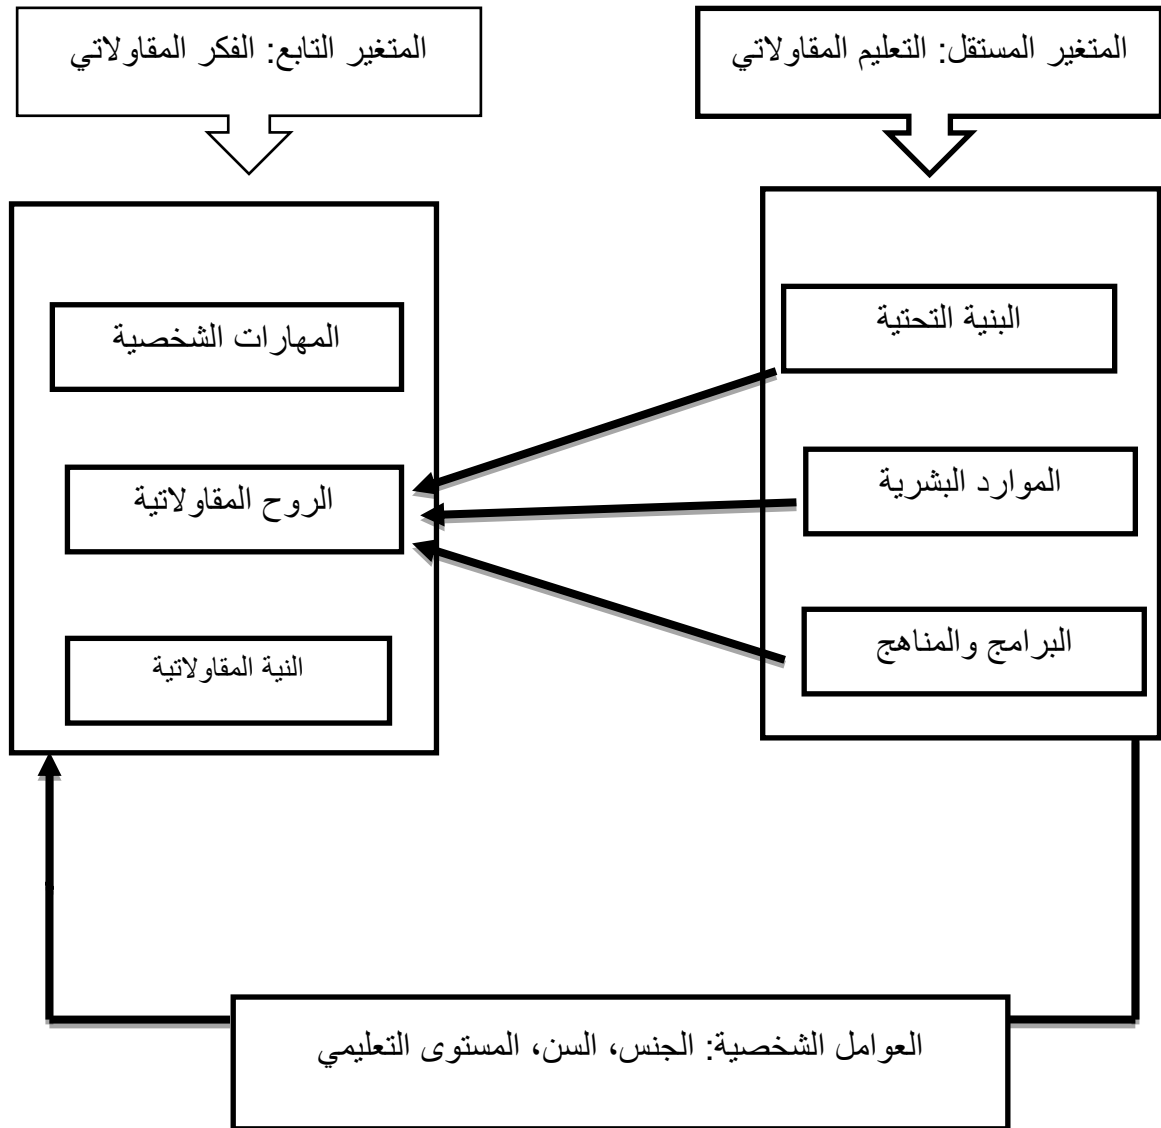 المتغير المستقل: التعليم المقاولاتي
المتغير التابع: الفكر المقاولاتي
البنية التحتية
الموارد البشرية
البرامج والمناهج
المهارات الشخصية
الروح المقاولاتية
النية المقاولاتية
العوامل الشخصية: الجنس، السن، المستوى التعليمي